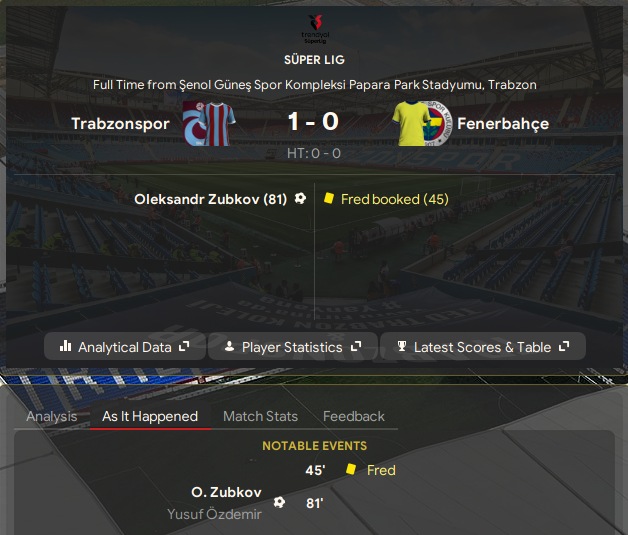 trendyol
SüperLig
SÜPER LIG
Full Time from Şenol Güneş Spor Kompleksi Papara Park Stadyumu, Trabzon
Trabzonspor 1 - 0 Fenerbahçe
HT: 0 - 0
Oleksandr Zubkov (81) Fred booked (45)
Analytical Data Player Statistics Latest Scores & Table
Analysis As It Happened Match Stats Feedback
NOTABLE EVENTS
45' Fred
O. Zubkov 81'
Yusuf Özdemir